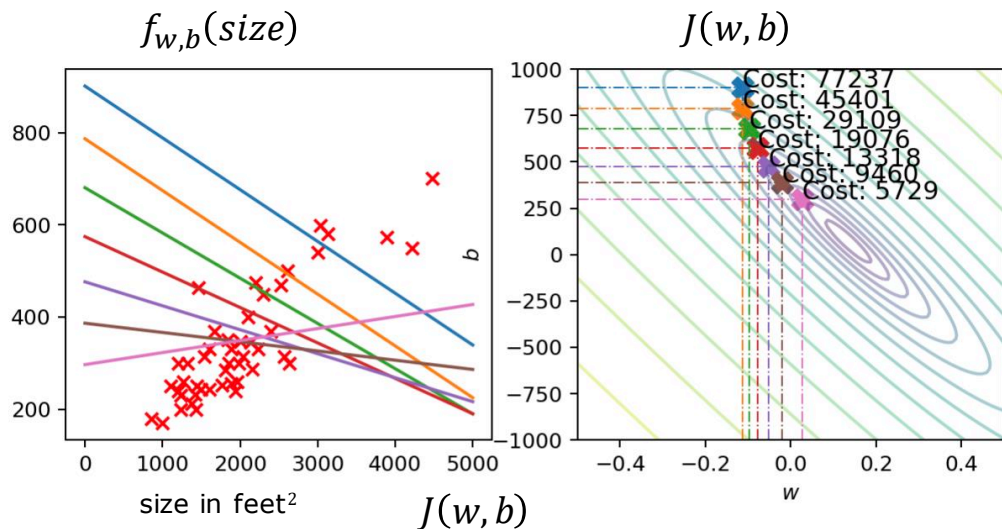 f_{w,b}(size)
J(w,b)
800
600
400
200
0
1000
2000
3000
4000
5000
size in feet²
1000
750
500
250
0
−250
−500
−750
−1000
b
Cost: 77237
Cost: 45401
Cost: 29109
Cost: 19076
Cost: 13318
Cost: 9460
Cost: 5729
−0.4
−0.2
0.0
0.2
0.4
w
J(w,b)